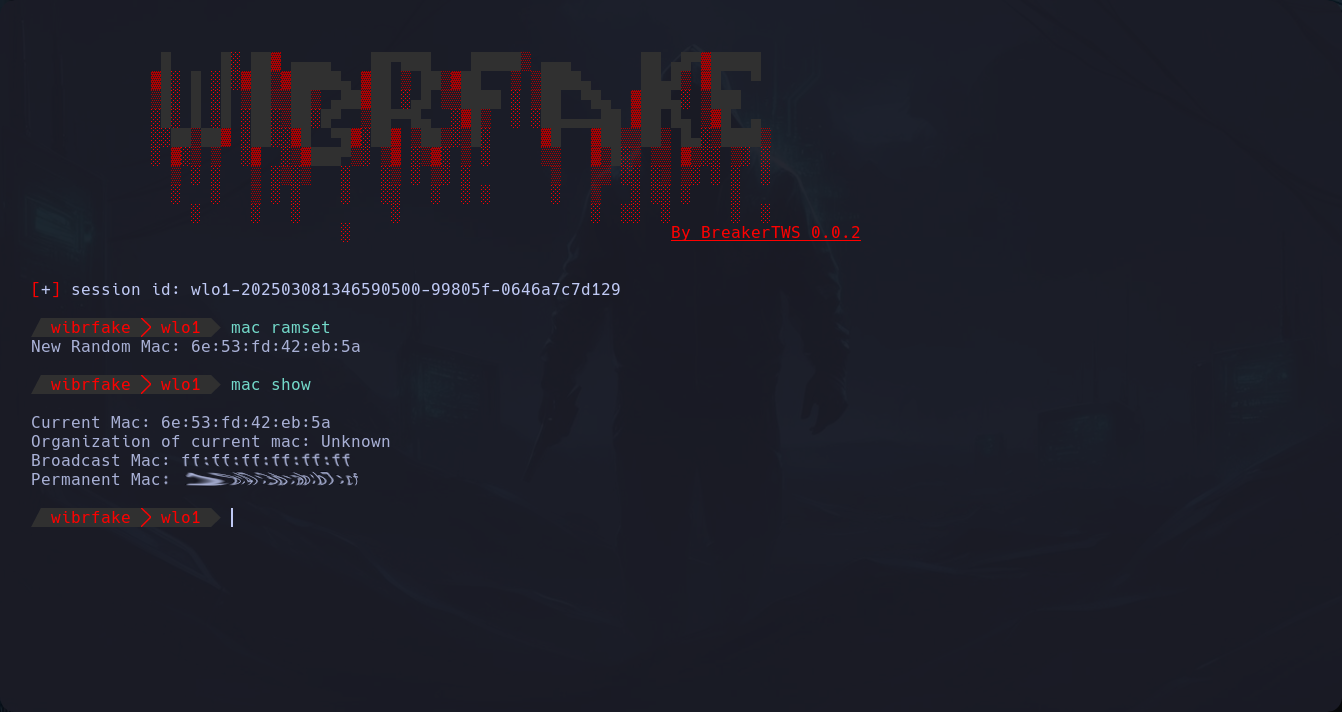 WIBRFAKE
By BreakerTWS 0.0.2
[+] session id: wlo1-202503081346590500-99805f-0646a7c7d129
wibrfake > wlo1 mac ramset
New Random Mac: 6e:53:fd:42:eb:5a
wibrfake > wlo1 mac show
Current Mac: 6e:53:fd:42:eb:5a
Organization of current mac: Unknown
Broadcast Mac: ff:ff:ff:ff:ff:ff
Permanent Mac:
wibrfake > wlo1